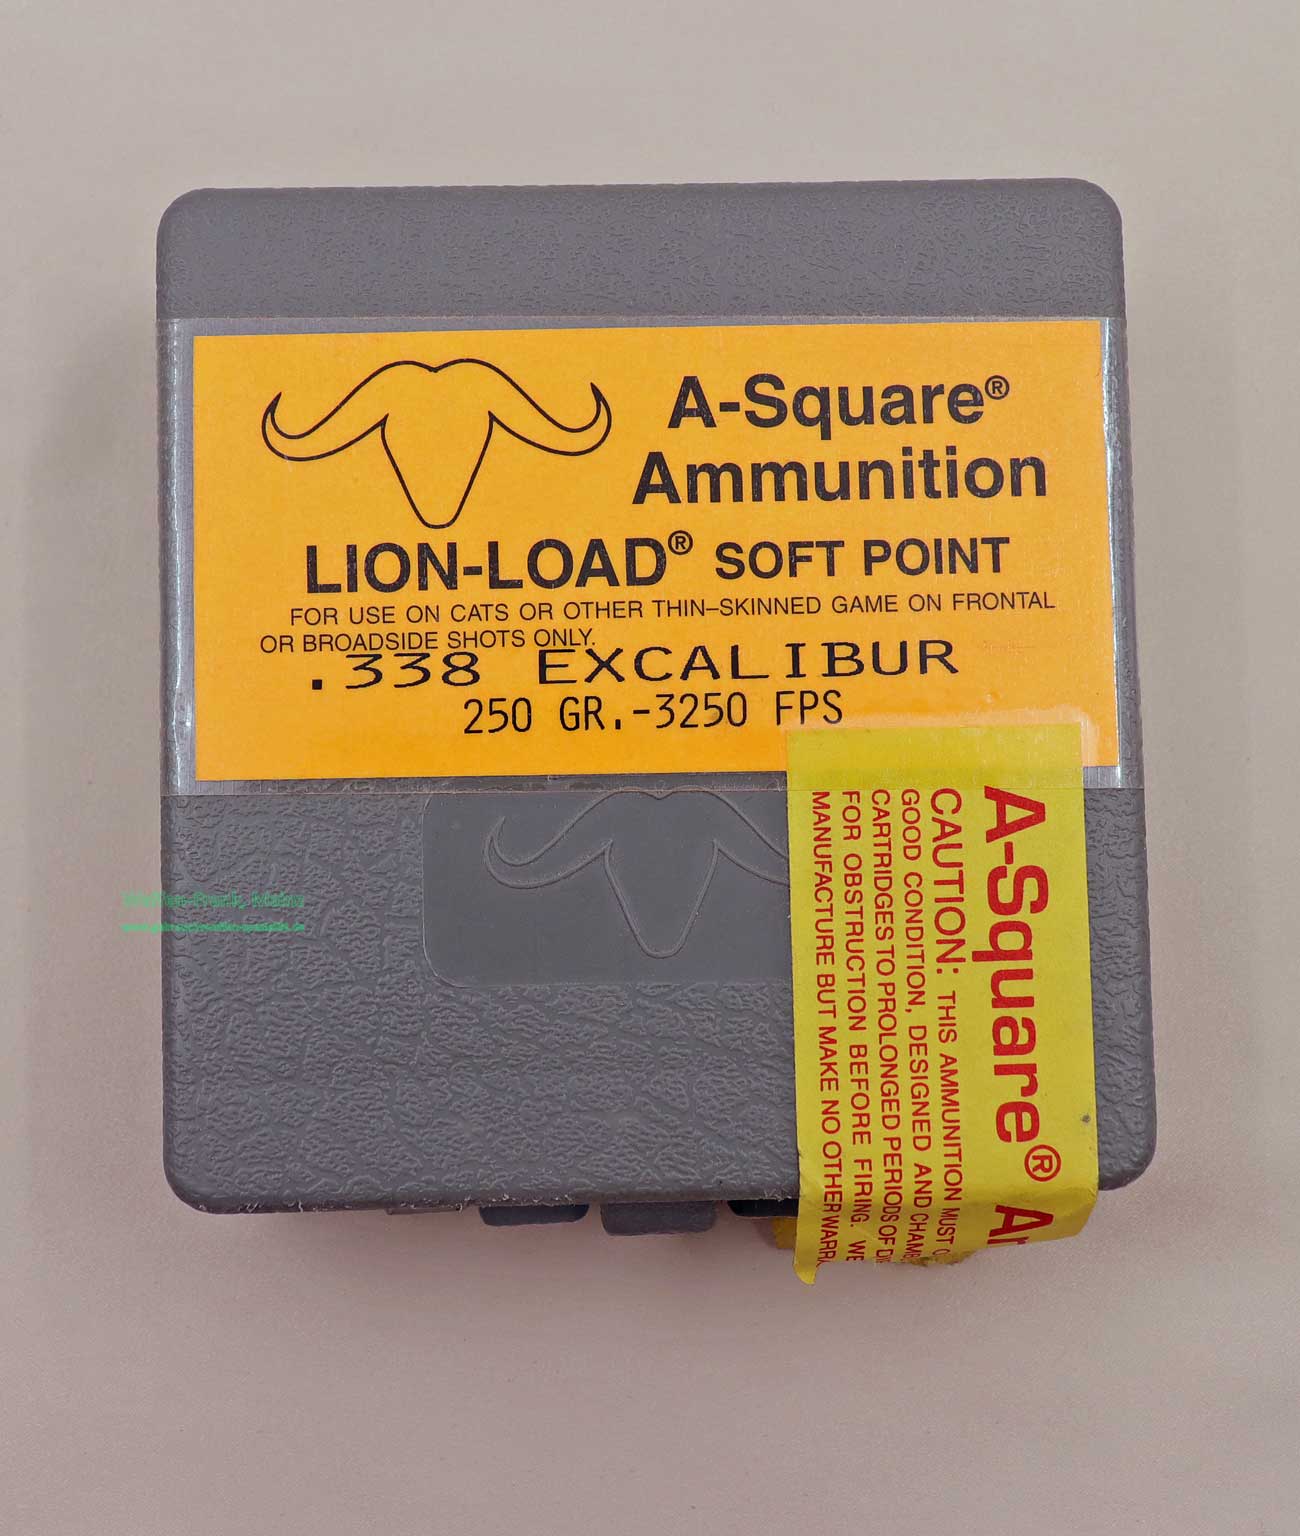 A-Square®
Ammunition
LION-LOAD® SOFT POINT
FOR USE ON CATS OR OTHER THIN–SKINNED GAME ON FRONTAL
OR BROADSIDE SHOTS ONLY.
.338 EXCALIBUR
250 GR.-3250 FPS
A-Square®
CAUTION: THIS AMMUNITION MUST
GOOD CONDITION, DESIGNED AND
CARTRIDGES TO PROLONGED PERIODS OF
FOR OBSTRUCTION BEFORE FIRING. WE
MANUFACTURE BUT MAKE NO OTHER